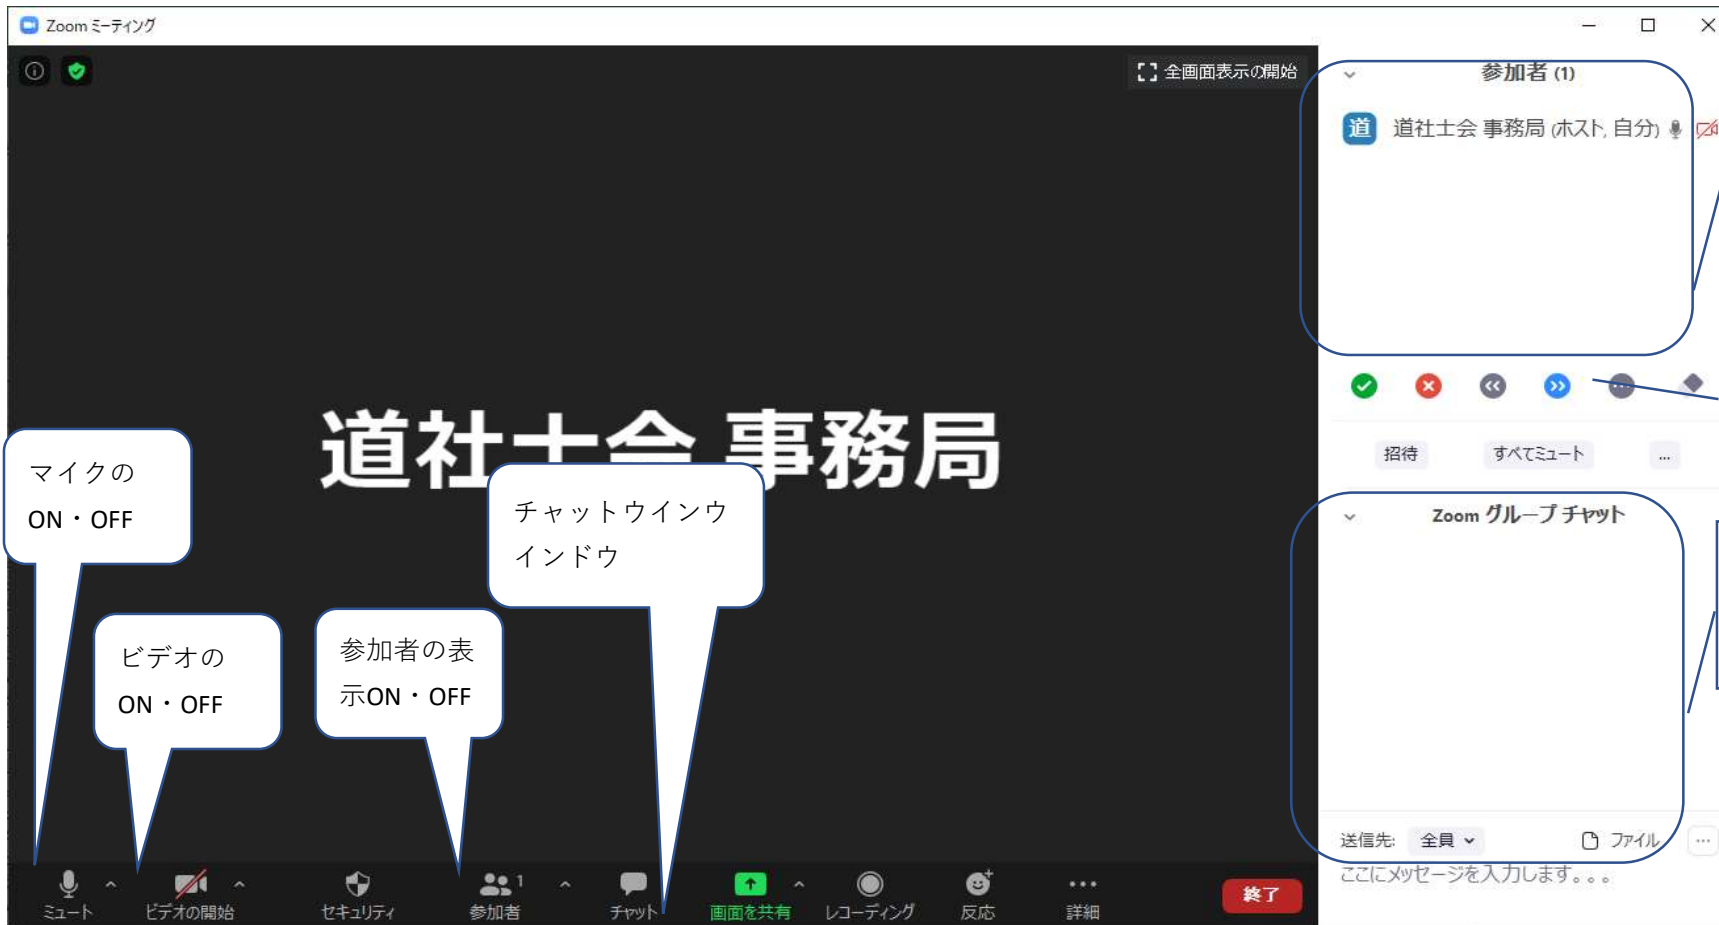 Zoom ミーティング
全画面表示の開始
参加者 (1)
道 道社士会 事務局 (ホスト, 自分)
道社士会 事務局
招待 すべてミュート ...
マイクの
ON・OFF
チャットウインウ
インドウ
Zoom グループ チャット
ビデオの
ON・OFF
参加者の表
示ON・OFF
送信先: 全員 ファイル ...
ここにメッセージを入力します。。。
ミュート ビデオの開始 セキュリティ 参加者 1 チャット 画面を共有 レコーディング 反応 詳細 終了